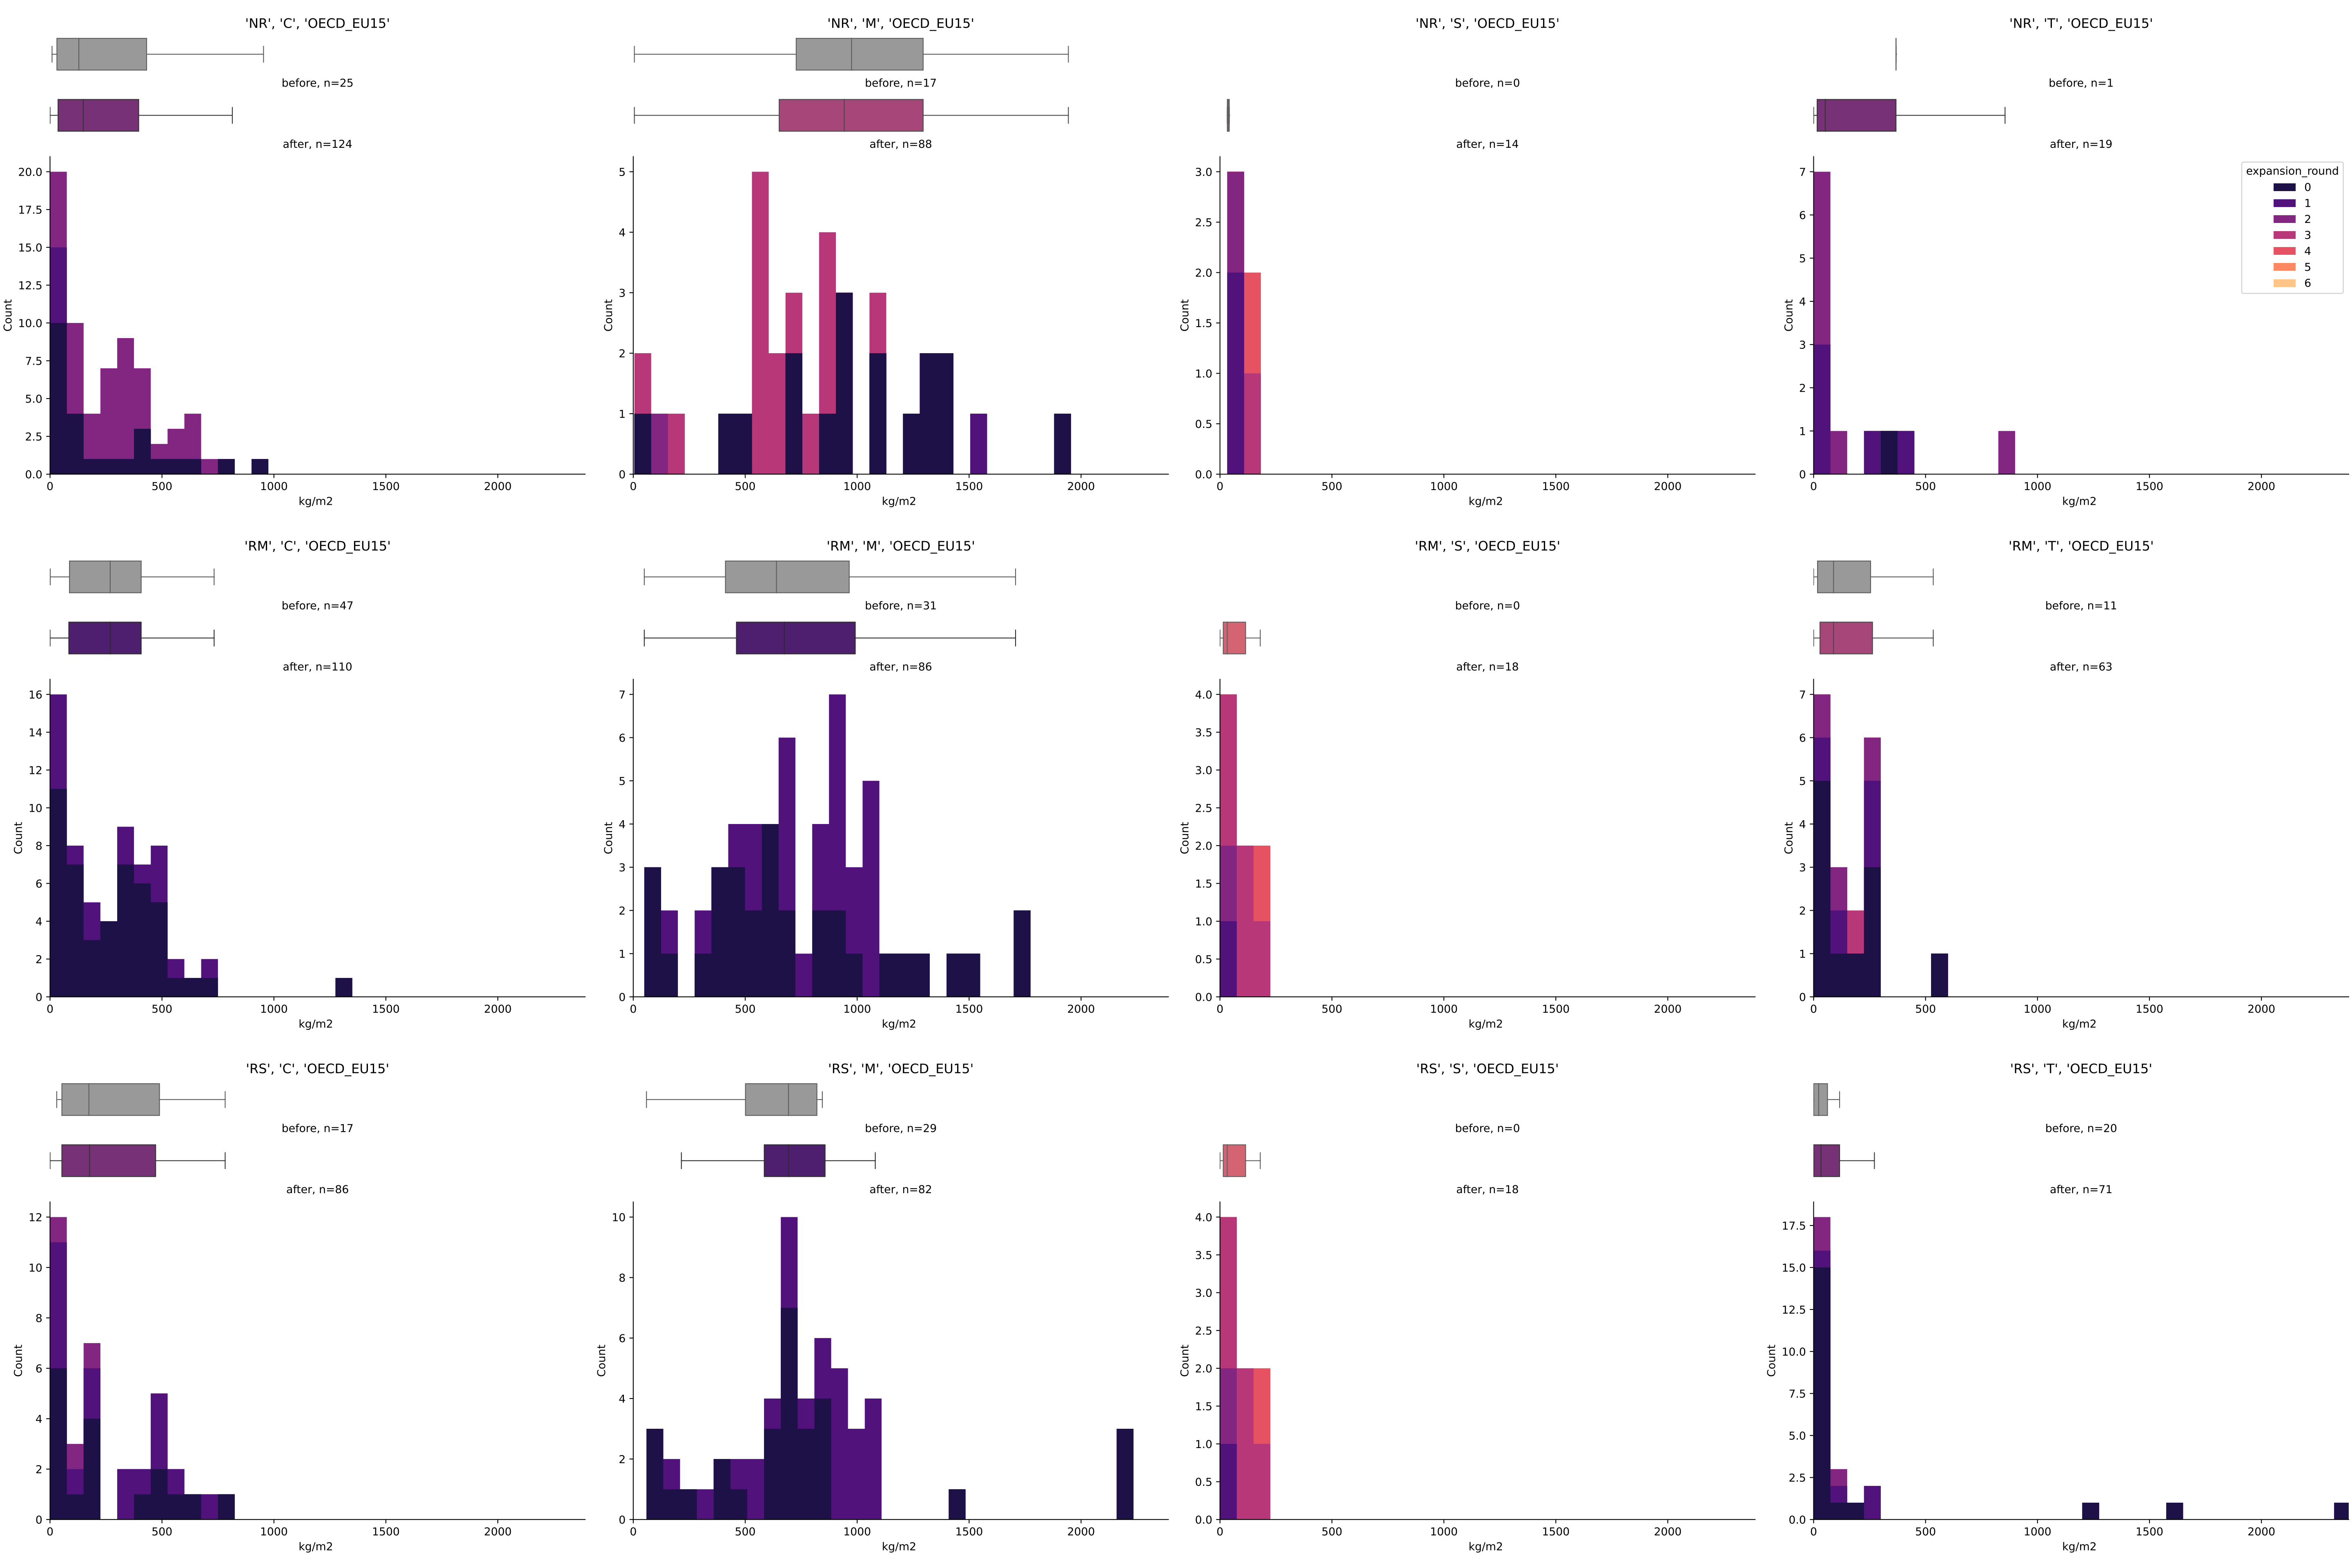 'NR', 'C', 'OECD_EU15'
before, n=25
after, n=124
20.0
17.5
15.0
12.5
10.0
7.5
5.0
2.5
0.0
Count
0 500 1000 1500 2000
kg/m2
'NR', 'M', 'OECD_EU15'
before, n=17
after, n=88
5
4
3
2
1
0
Count
0 500 1000 1500 2000
kg/m2
'NR', 'S', 'OECD_EU15'
before, n=0
after, n=14
3.0
2.5
2.0
1.5
1.0
0.5
0.0
Count
0 500 1000 1500 2000
kg/m2
'NR', 'T', 'OECD_EU15'
before, n=1
after, n=19
7
6
5
4
3
2
1
0
Count
expansion_round
0
1
2
3
4
5
6
0 500 1000 1500 2000
kg/m2
'RM', 'C', 'OECD_EU15'
before, n=47
after, n=110
16
14
12
10
8
6
4
2
0
Count
0 500 1000 1500 2000
kg/m2
'RM', 'M', 'OECD_EU15'
before, n=31
after, n=86
7
6
5
4
3
2
1
0
Count
0 500 1000 1500 2000
kg/m2
'RM', 'S', 'OECD_EU15'
before, n=0
after, n=18
4.0
3.5
3.0
2.5
2.0
1.5
1.0
0.5
0.0
Count
0 500 1000 1500 2000
kg/m2
'RM', 'T', 'OECD_EU15'
before, n=11
after, n=63
7
6
5
4
3
2
1
0
Count
0 500 1000 1500 2000
kg/m2
'RS', 'C', 'OECD_EU15'
before, n=17
after, n=86
12
10
8
6
4
2
0
Count
0 500 1000 1500 2000
kg/m2
'RS', 'M', 'OECD_EU15'
before, n=29
after, n=82
10
8
6
4
2
0
Count
0 500 1000 1500 2000
kg/m2
'RS', 'S', 'OECD_EU15'
before, n=0
after, n=18
4.0
3.5
3.0
2.5
2.0
1.5
1.0
0.5
0.0
Count
0 500 1000 1500 2000
kg/m2
'RS', 'T', 'OECD_EU15'
before, n=20
after, n=71
17.5
15.0
12.5
10.0
7.5
5.0
2.5
0.0
Count
0 500 1000 1500 2000
kg/m2